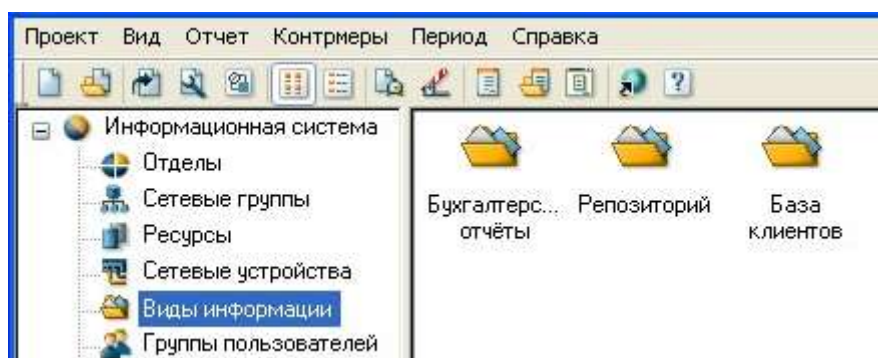 Проект Вид Отчет Контрмеры Период Справка
Информационная система
Отделы
Сетевые группы
Ресурсы
Сетевые устройства
Виды информации
Группы пользователей
Бухгалтерс... Репозиторий База
отчёты клиентов